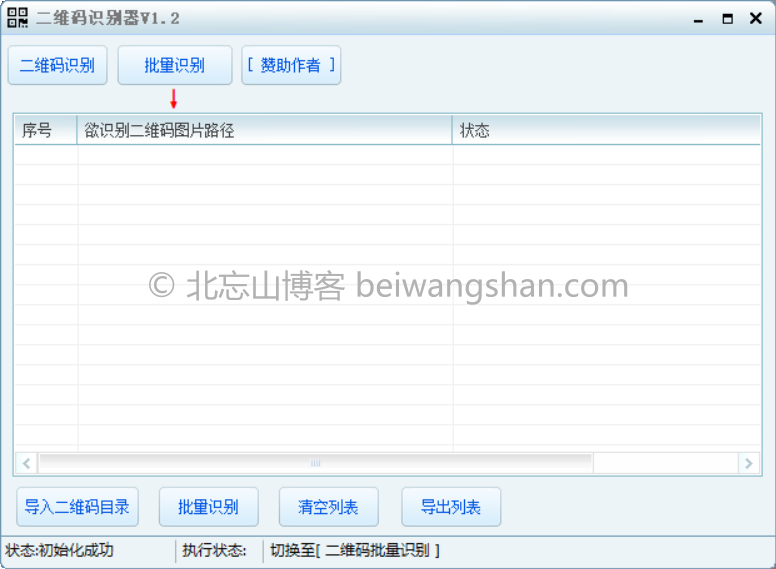 二维码识别器V1.2
二维码识别 批量识别 [ 赞助作者 ]
序号 欲识别二维码图片路径 状态
© 北忘山博客 beiwangshan.com
导入二维码目录 批量识别 清空列表 导出列表
状态:初始化成功 执行状态: 切换至[ 二维码批量识别 ]